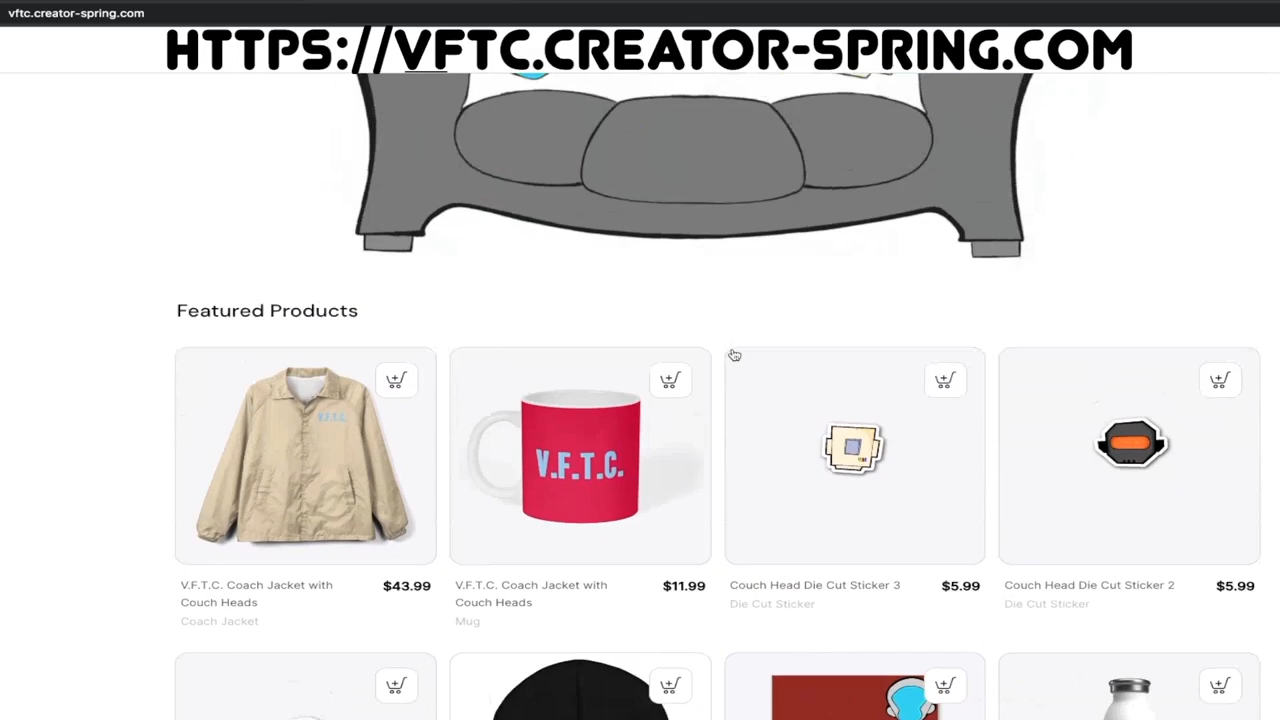 vftc.creator-spring.com
HTTPS://VFTC.CREATOR-SPRING.COM
Featured Products
V.F.T.C.
V.F.T.C.
V.F.T.C. Coach Jacket with
Couch Heads
$43.99
Coach Jacket
V.F.T.C. Coach Jacket with
Couch Heads
$11.99
Mug
Couch Head Die Cut Sticker 3
$5.99
Die Cut Sticker
Couch Head Die Cut Sticker 2
$5.99
Die Cut Sticker